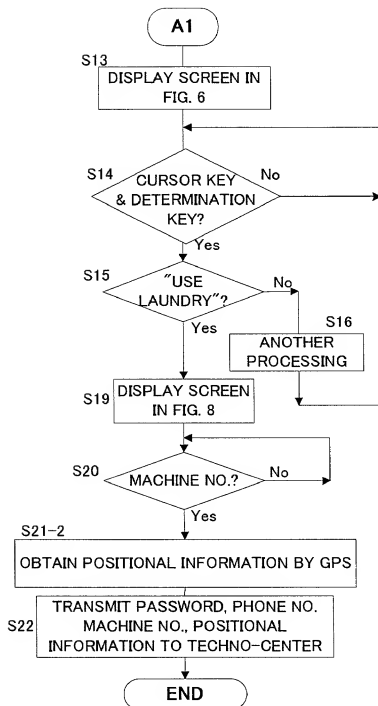 A1
S13
DISPLAY SCREEN IN
FIG. 6
S14
CURSOR KEY
& DETERMINATION
KEY?
No
Yes
S15
"USE
LAUNDRY"?
No
Yes
S16
ANOTHER
PROCESSING
S19
DISPLAY SCREEN
IN FIG. 8
S20
MACHINE NO.?
No
Yes
S21-2
OBTAIN POSITIONAL INFORMATION BY GPS
S22
TRANSMIT PASSWORD, PHONE NO.
MACHINE NO., POSITIONAL
INFORMATION TO TECHNO-CENTER
END